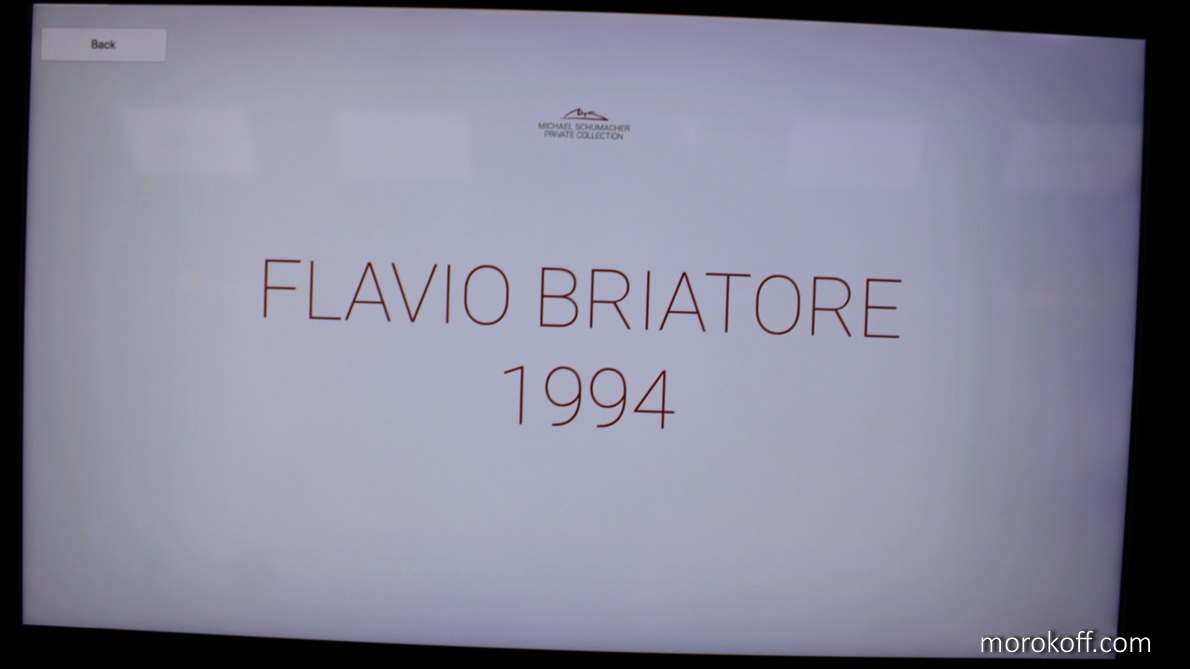 Back
MICHAEL SCHUMACHER
PRIVATE COLLECTION
FLAVIO BRIATORE
1994
morokoff.com